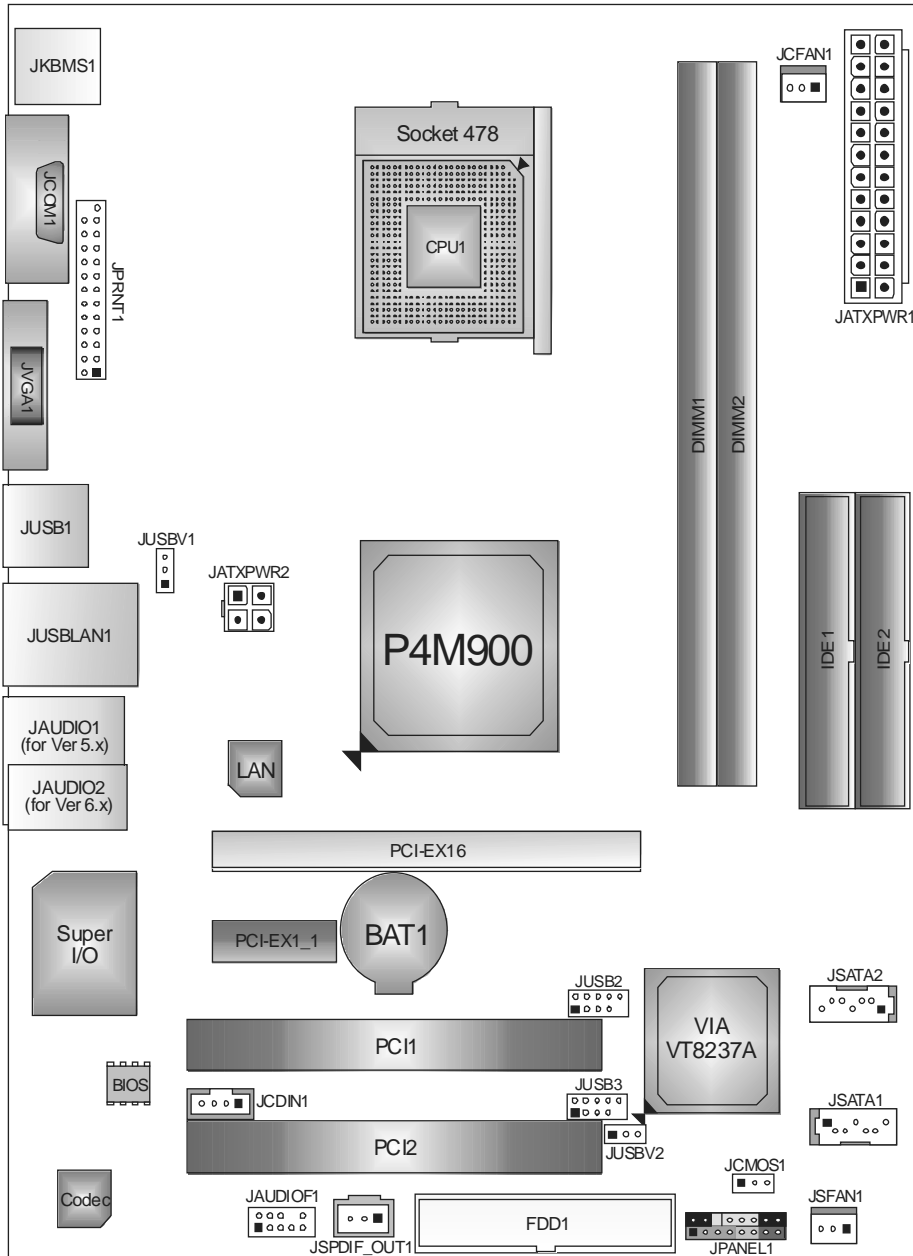 JKBMS1
JCFAN1
Socket 478
JCOM1
CPU1
JPRNT1
JATXPWR1
JVGA1
DIMM1
DIMM2
JUSB1
JUSBV1
JATXPWR2
JUSBLAN1
P4M900
IDE1
IDE2
JAUDIO1
(for Ver 5.x)
LAN
JAUDIO2
(for Ver 6.x)
PCI-EX16
Super
I/O
PCI-EX1_1
BAT1
JUSB2
JSATA2
VIA
VT8237A
PCI1
BIOS
JCDIN1
JUSB3
JSATA1
PCI2
JUSBV2
JCMOS1
Codec
JAUDIOF1
JSFAN1
FDD1
JSPDIF_OUT1
JPANEL1